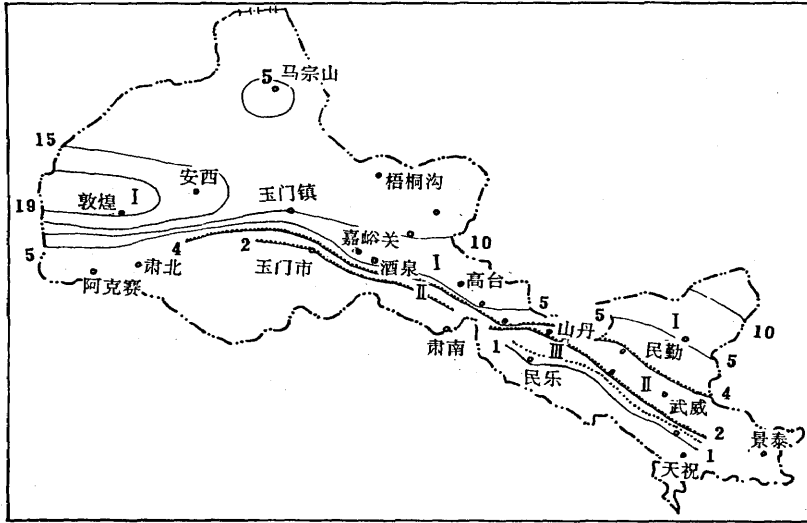 5 马宗山
15
安西
梧桐沟
敦煌 I
玉门镇
19
10
嘉峪关
5
4
2
I
肃北
玉门市
酒泉
阿克赛
高台
II
5
5
I
山丹
10
肃南
1
III
民勤
5
民乐
II
4
武威
2
景泰
1
天祝